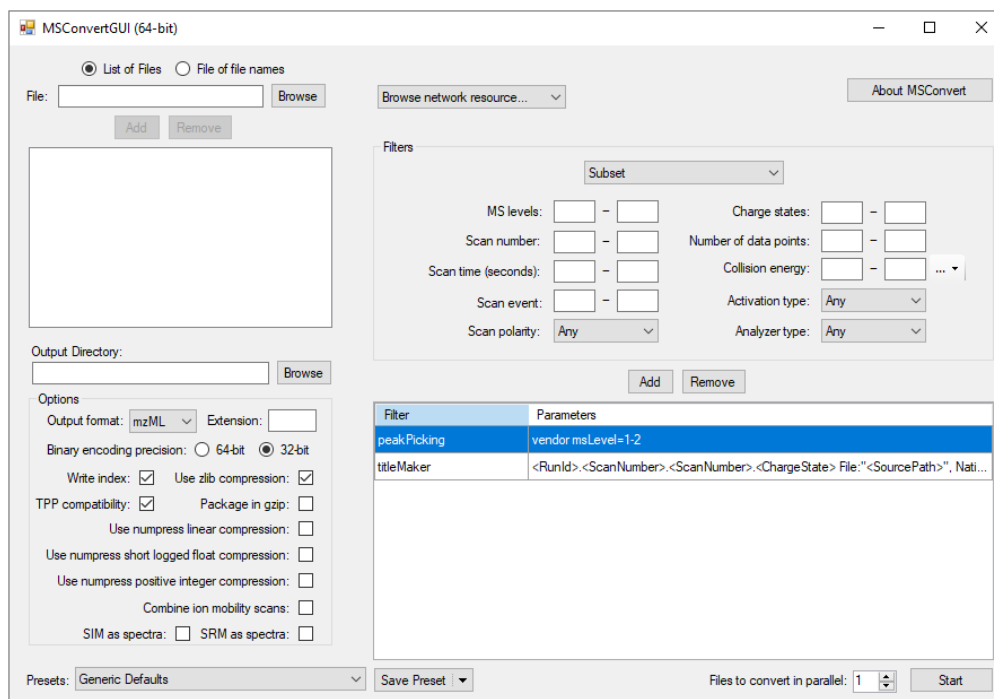 MSConvertGUI (64-bit)
List of Files File of file names
File: Browse
Add Remove
Browse network resource...
About MSConvert
Filters
Subset
MS levels: -
Scan number: -
Scan time (seconds): -
Scan event: -
Scan polarity: Any
Charge states: -
Number of data points: -
Collision energy: - ...
Activation type: Any
Analyzer type: Any
Output Directory:
Browse
Add Remove
Options
Output format: mzML Extension:
Binary encoding precision: 64-bit 32-bit
Write index: Use zlib compression:
TPP compatibility: Package in gzip:
Use numpress linear compression:
Use numpress short logged float compression:
Use numpress positive integer compression:
Combine ion mobility scans:
SIM as spectra: SRM as spectra:
Filter Parameters
peakPicking vendor msLevel=1-2
titleMaker <RunId>.<ScanNumber>.<ScanNumber>.<ChargeState> File:"<SourcePath>", Nati...
Presets: Generic Defaults
Save Preset
Files to convert in parallel: 1
Start